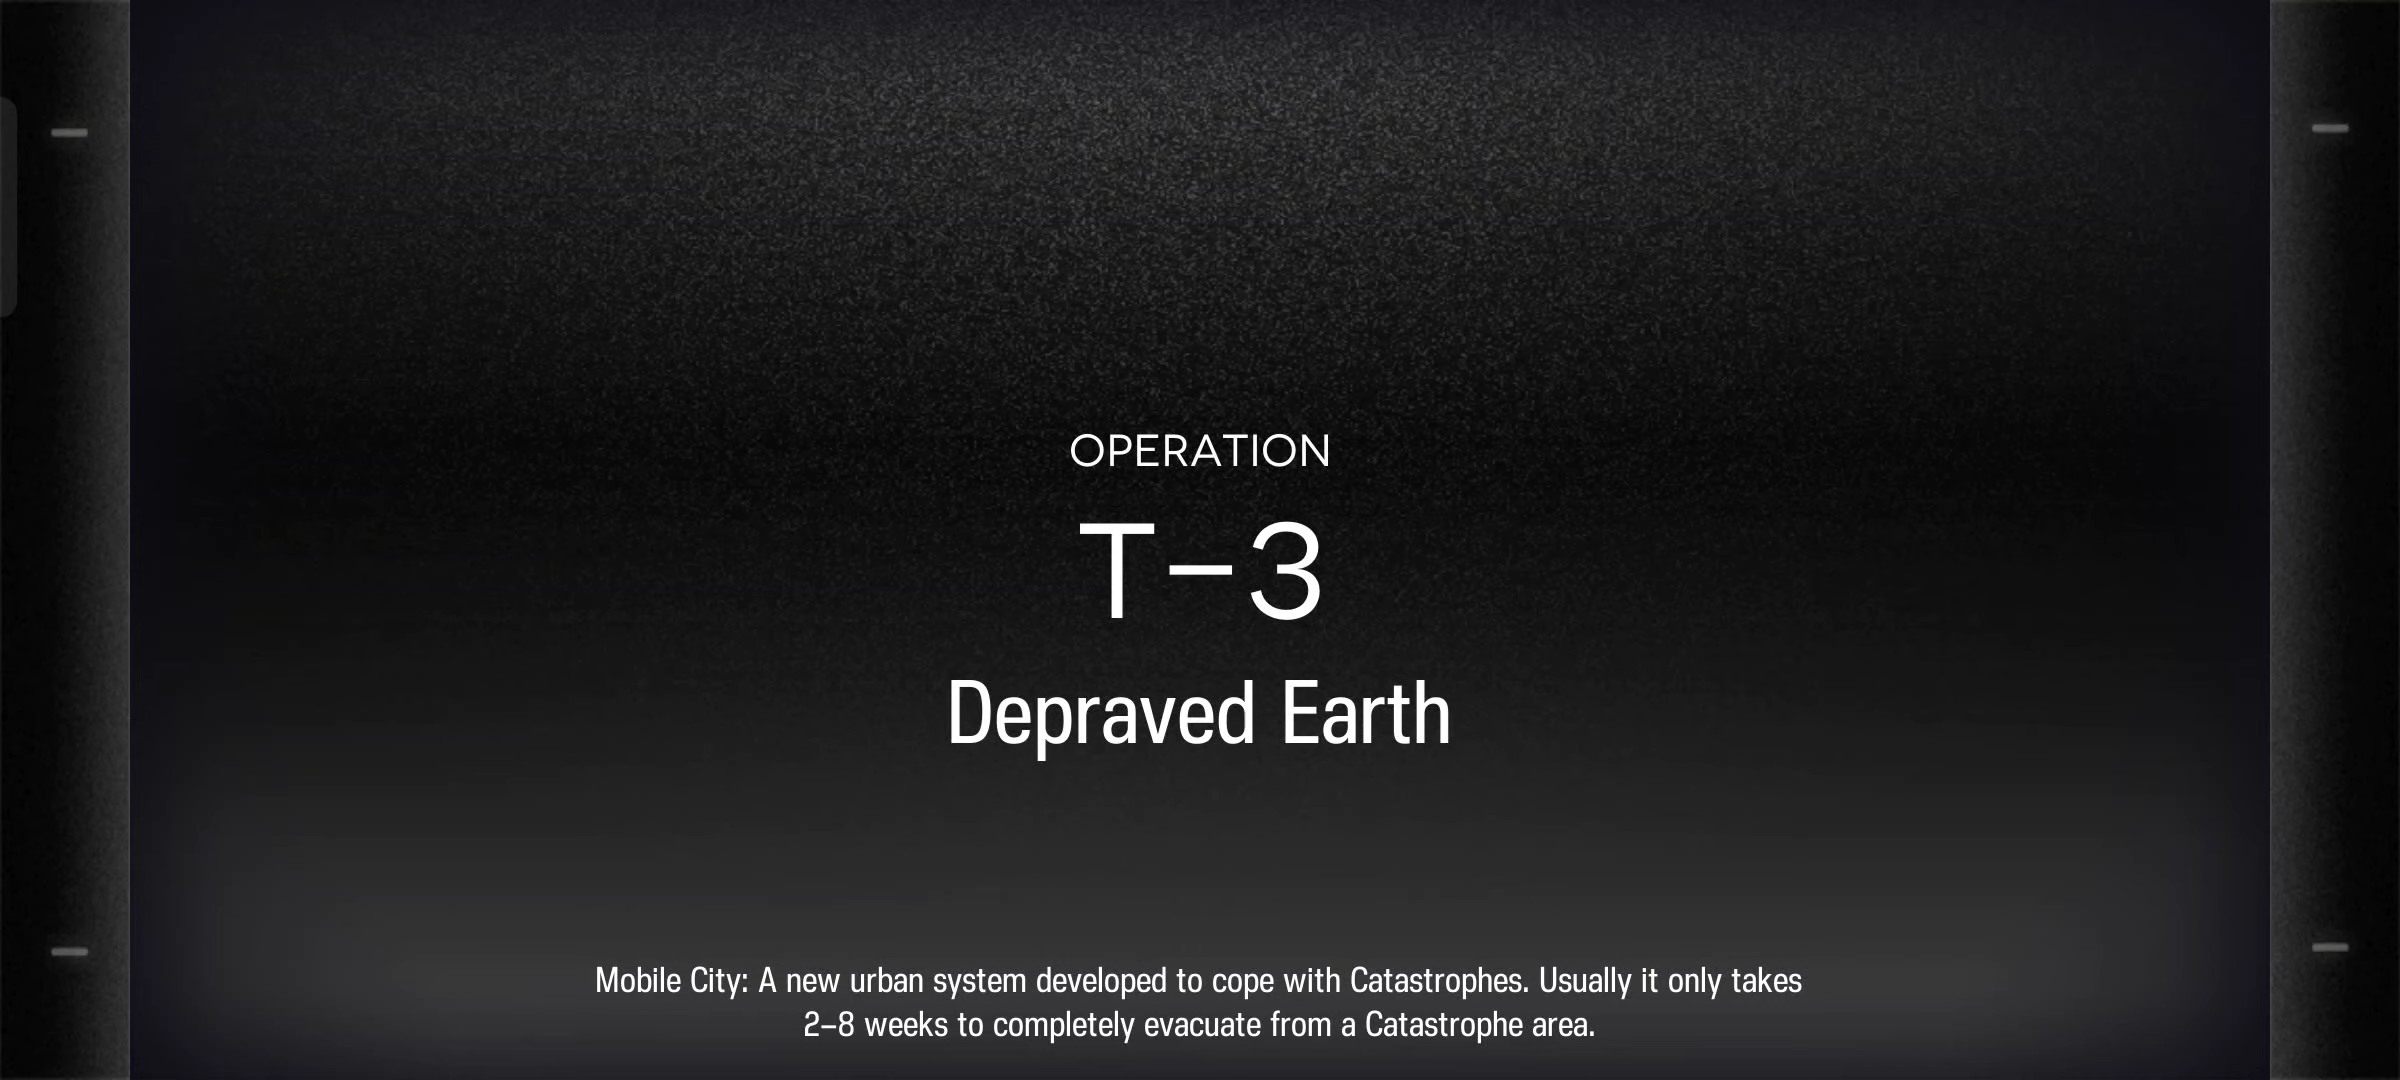 OPERATION
T-3
Depraved Earth
Mobile City: A new urban system developed to cope with Catastrophes. Usually it only takes
2-8 weeks to completely evacuate from a Catastrophe area.